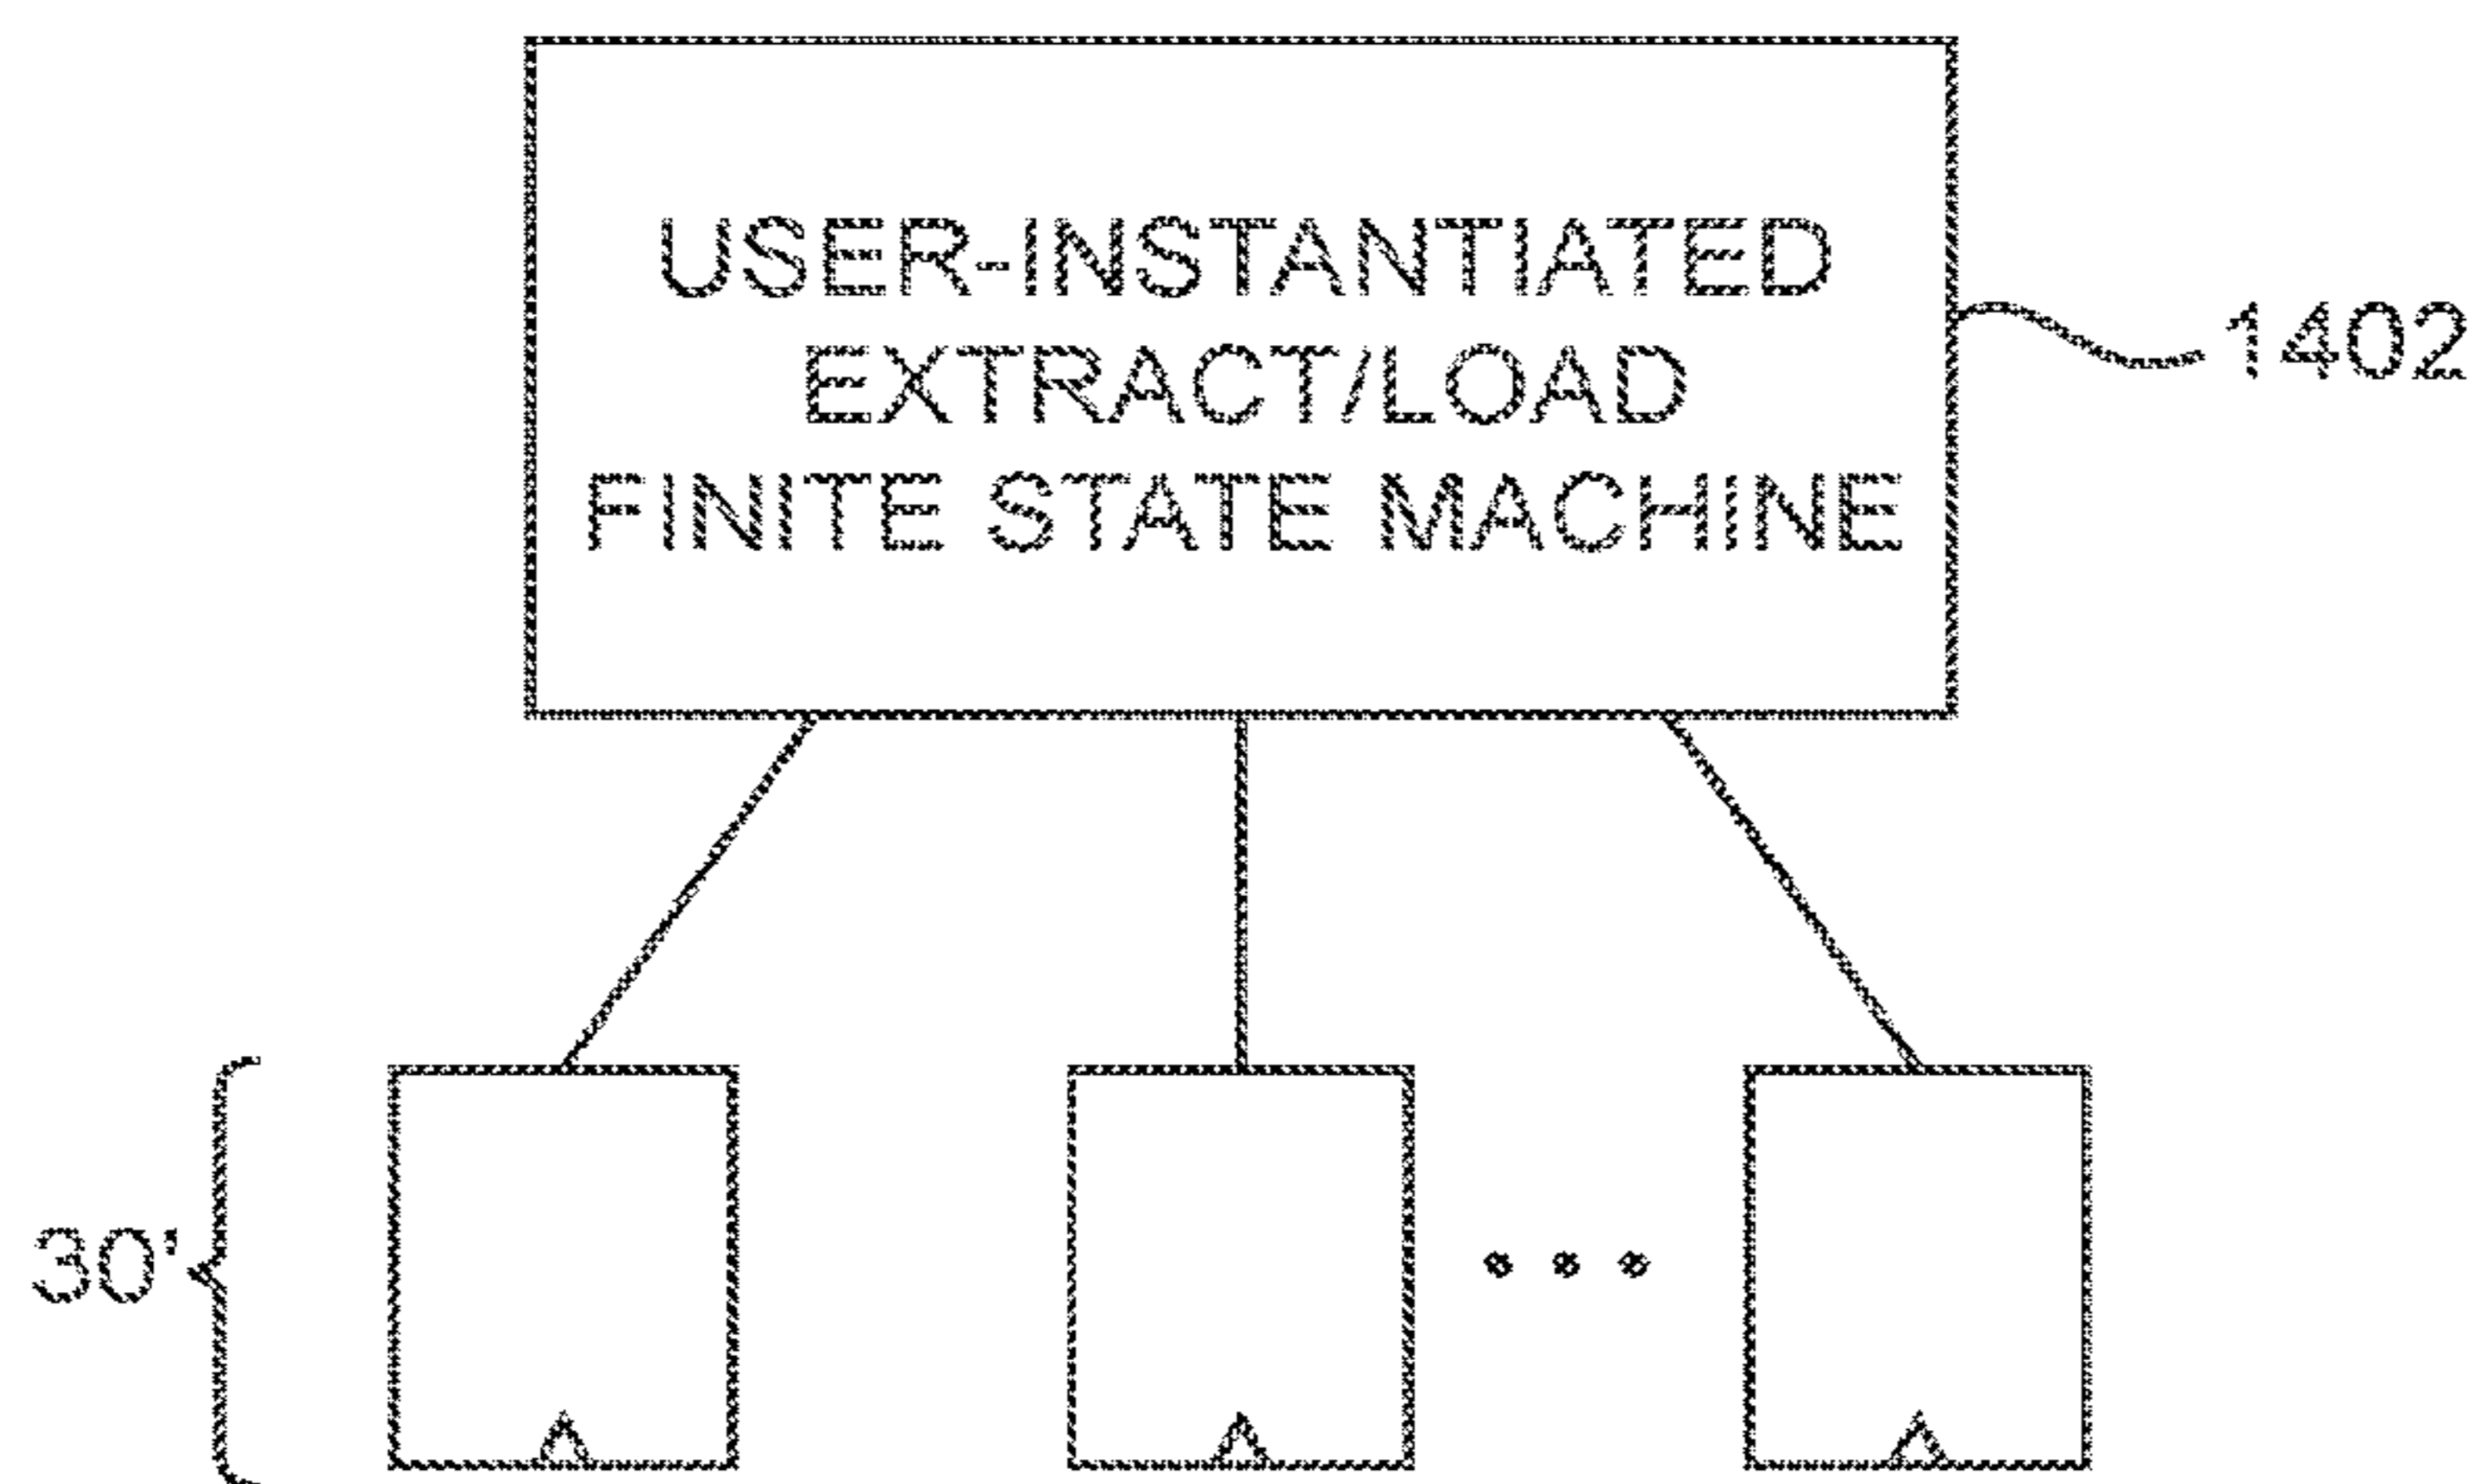 USER-INSTANTIATED
EXTRACT/LOAD
FINITE STATE MACHINE
1402
30'